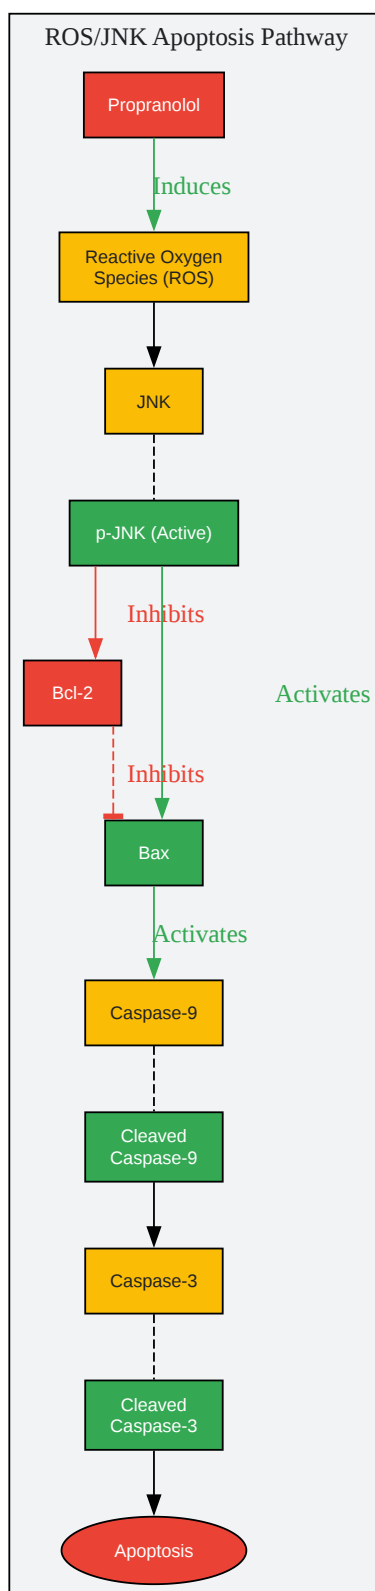 ROS/JNK Apoptosis Pathway
Propranolol
Induces
Reactive Oxygen
Species (ROS)
JNK
p-JNK (Active)
Inhibits
Bcl-2
Activates
Inhibits
Bax
Activates
Caspase-9
Cleaved
Caspase-9
Caspase-3
Cleaved
Caspase-3
Apoptosis